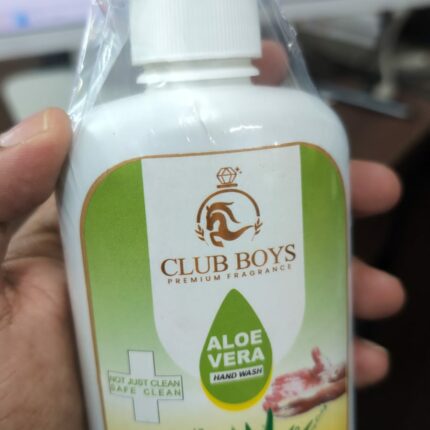 CLUB BOYS
PREMIUM FRAGRANCE
ALOE
VERA
HAND WASH
NOT JUST CLEAN
SAFE CLEAN